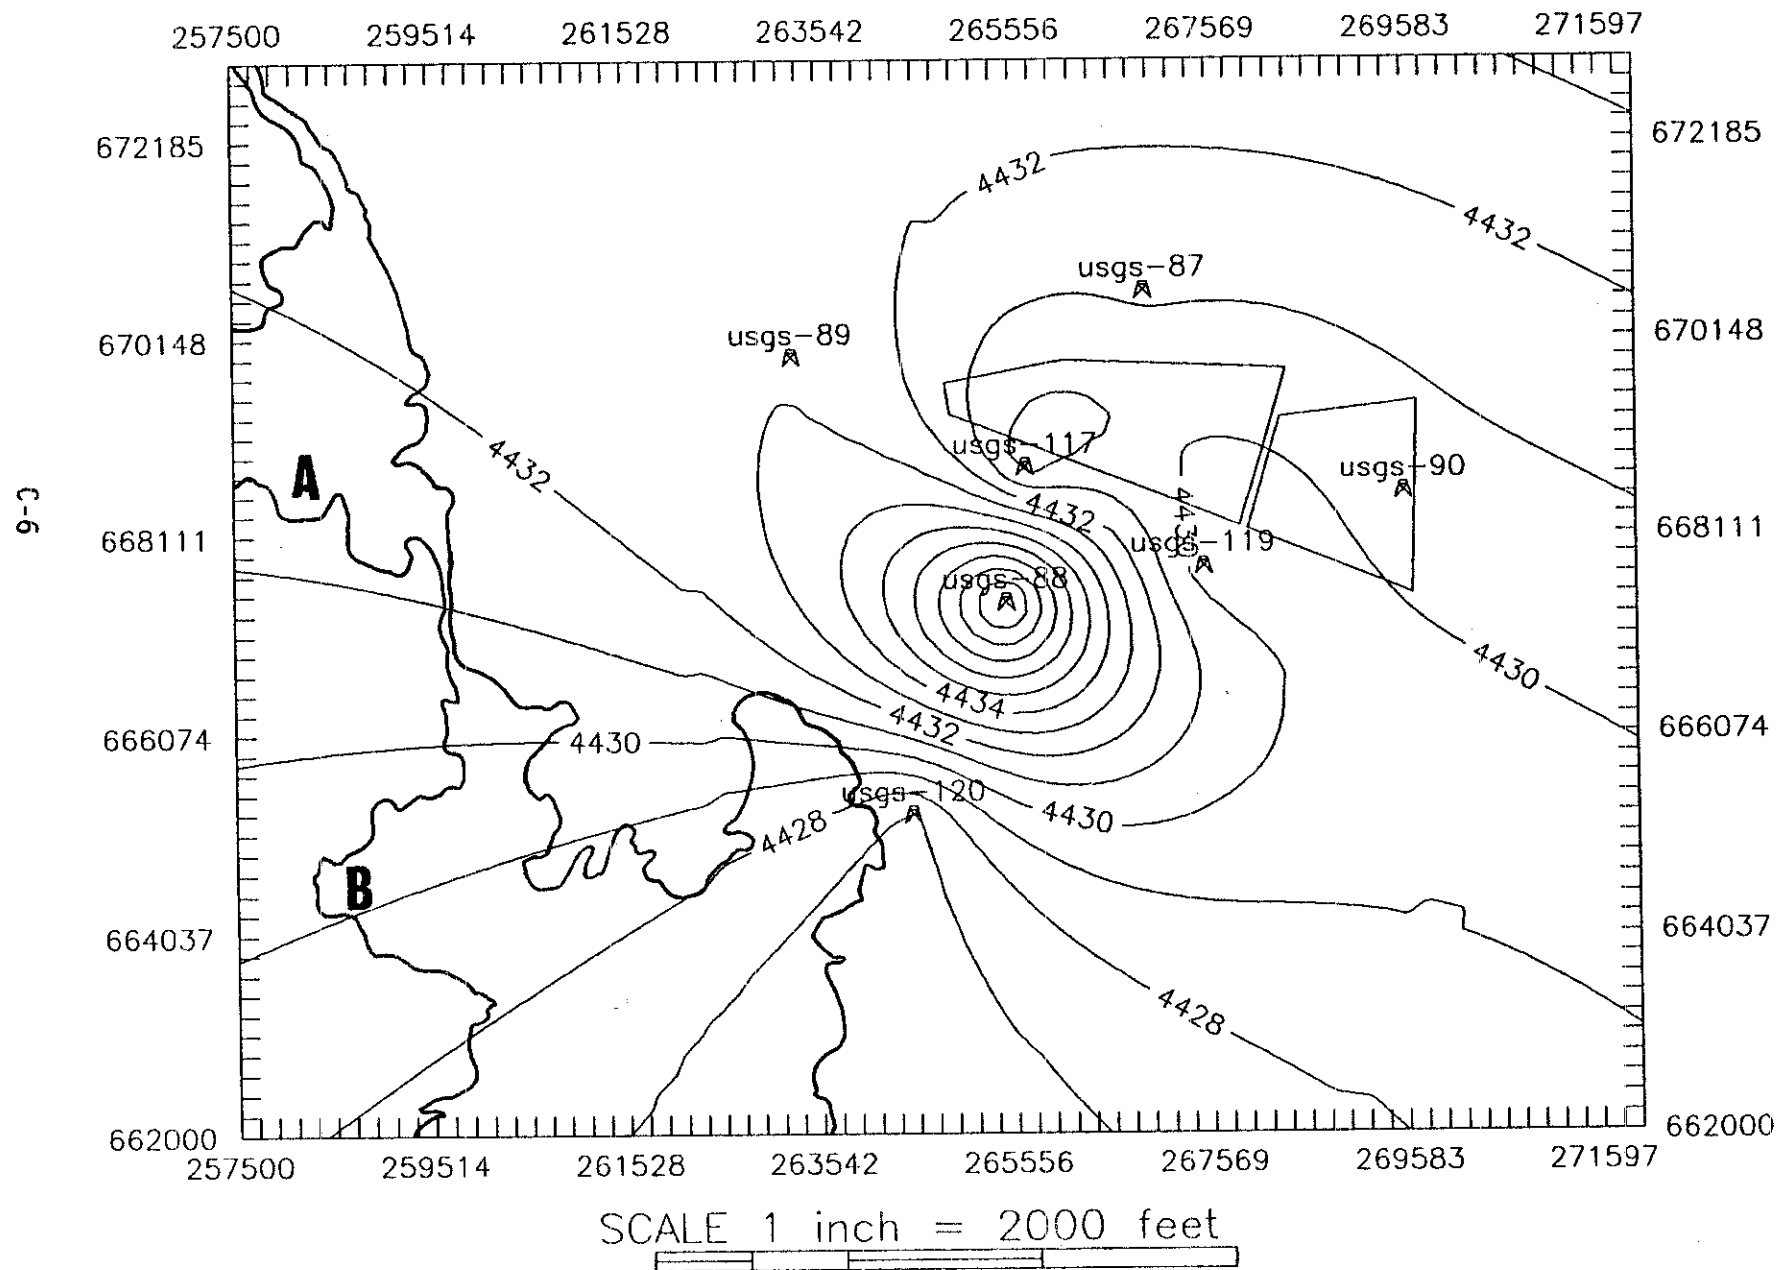 257500 259514 261528 263542 265556 267569 269583 271597
672185 672185
4432
4432
usgs-87
usgs-89
670148 670148
4432
usgs-117
usgs-90
A
4432
C-6
668111 668111
usgs-119
usgs-88
4430
4434
4432
666074 666074
4430
usgs-120
4430
4428
B
664037 664037
4428
662000 662000
257500 259514 261528 263542 265556 267569 269583 271597
SCALE 1 inch = 2000 feet